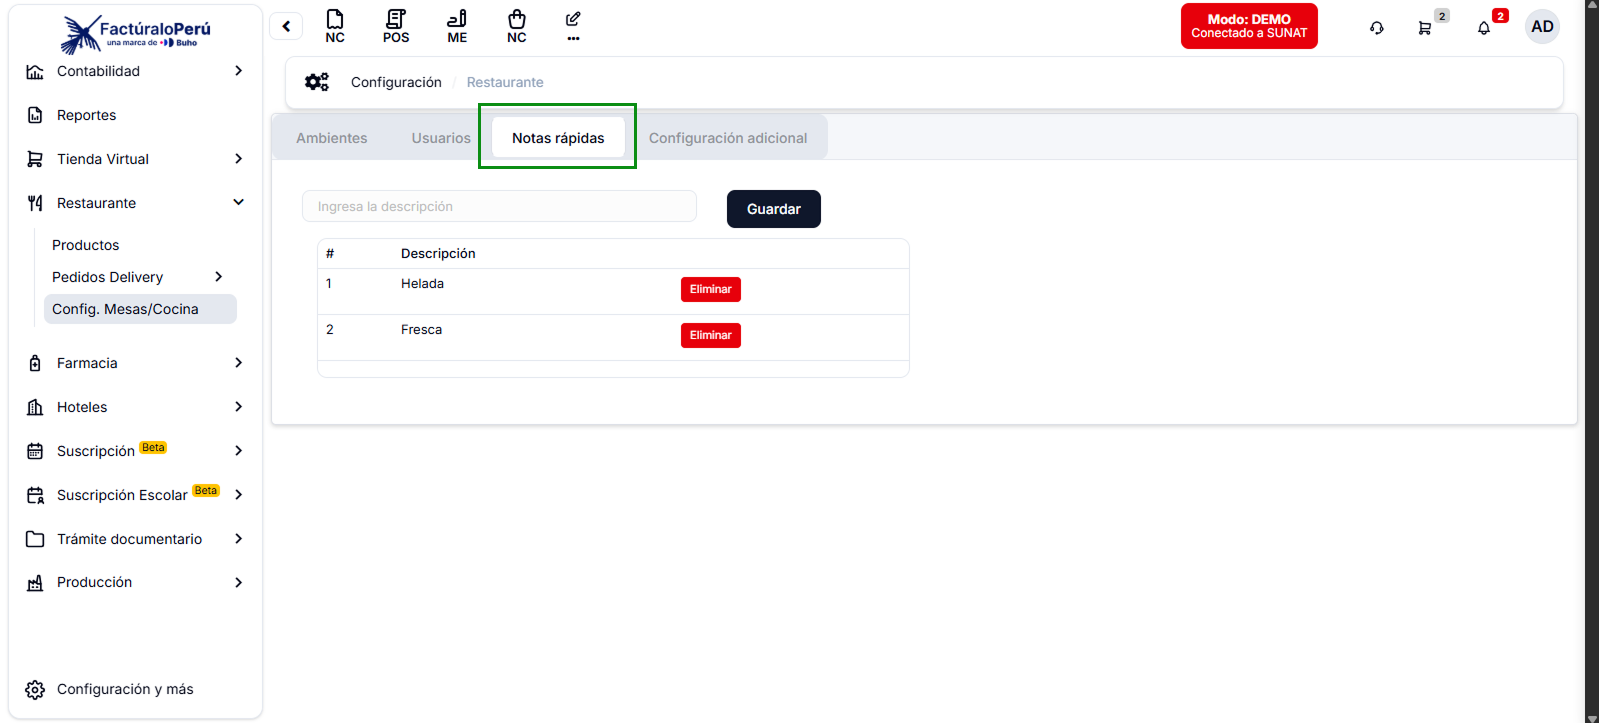 FactúraloPerú
una marca de Buho
NC
POS
ME
NC
Modo: DEMO
Conectado a SUNAT
2
2
AD
Contabilidad
Reportes
Tienda Virtual
Restaurante
Productos
Pedidos Delivery
Config. Mesas/Cocina
Farmacia
Hoteles
Suscripción Beta
Suscripción Escolar Beta
Trámite documentario
Producción
Configuración y más
Configuración / Restaurante
Ambientes
Usuarios
Notas rápidas
Configuración adicional
Ingresa la descripción
Guardar
# Descripción
1 Helada Eliminar
2 Fresca Eliminar